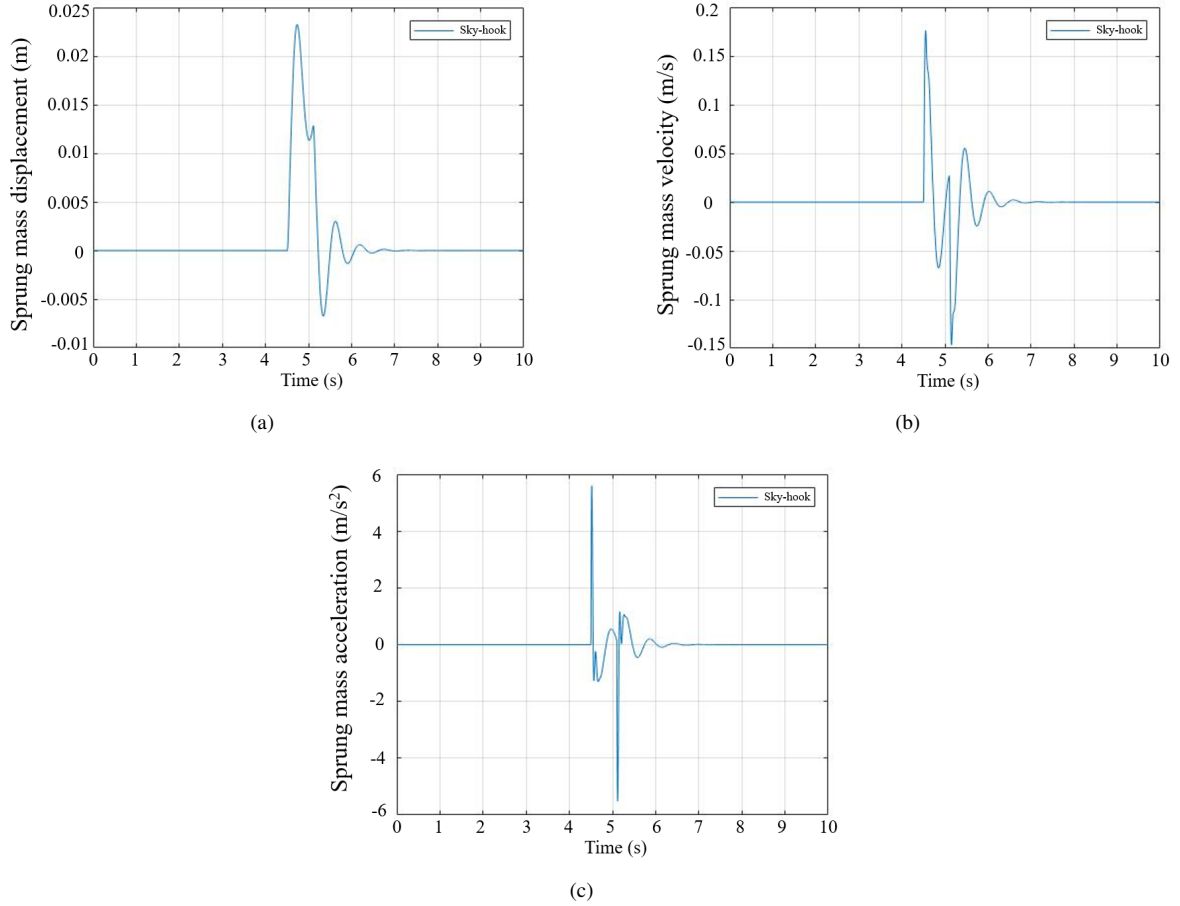 Sprung mass displacement (m)
0.025
0.02
0.015
0.01
0.005
0
-0.005
-0.01
Sky-hook
0 1 2 3 4 5 6 7 8 9 10
Time (s)
(a)
Sprung mass velocity (m/s)
0.2
0.15
0.1
0.05
0
-0.05
-0.1
-0.15
Sky-hook
0 1 2 3 4 5 6 7 8 9 10
Time (s)
(b)
Sprung mass acceleration (m/s²)
6
4
2
0
-2
-4
-6
Sky-hook
0 1 2 3 4 5 6 7 8 9 10
Time (s)
(c)